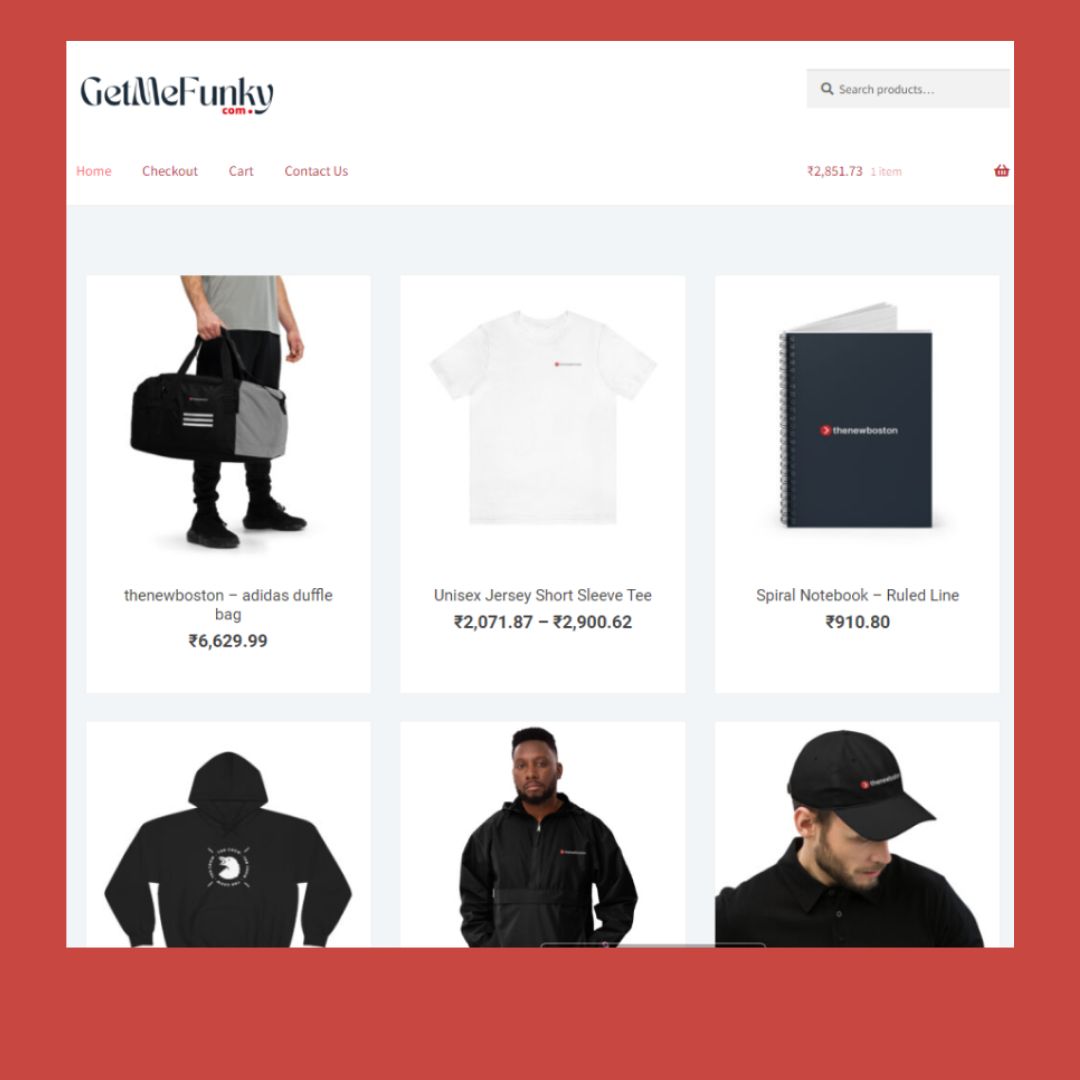 GetMeFunky
com.
Search products...
Home Checkout Cart Contact Us ₹2,851.73 1 item
thenewboston
thenewboston – adidas duffle
bag
₹6,629.99
Unisex Jersey Short Sleeve Tee
₹2,071.87 – ₹2,900.62
Spiral Notebook – Ruled Line
₹910.80
thenewboston